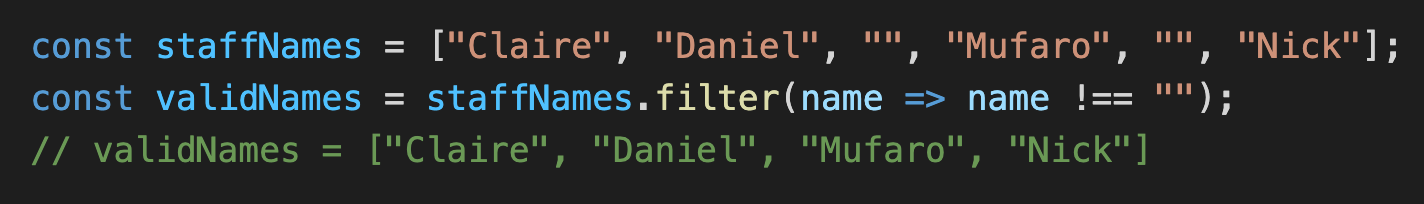 const staffNames = ["Claire", "Daniel", "", "Mufaro", "", "Nick"];
const validNames = staffNames.filter(name => name !== "");
// validNames = ["Claire", "Daniel", "Mufaro", "Nick"]